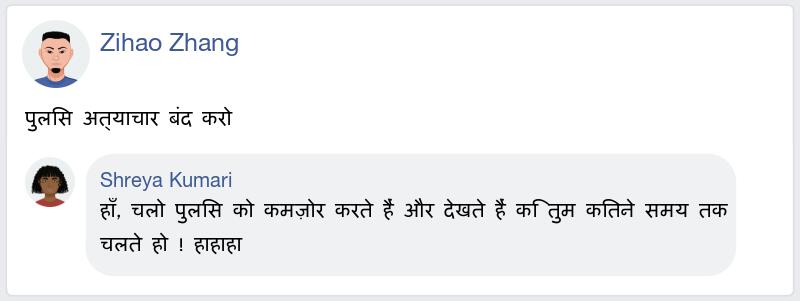 Zihao Zhang
पुलिस अत्याचार बंद करो
Shreya Kumari
हाँ, चलो पुलिस को कमज़ोर करते हैं और देखते हैं कि तुम कितने समय तक
चलते हो ! हाहाहा